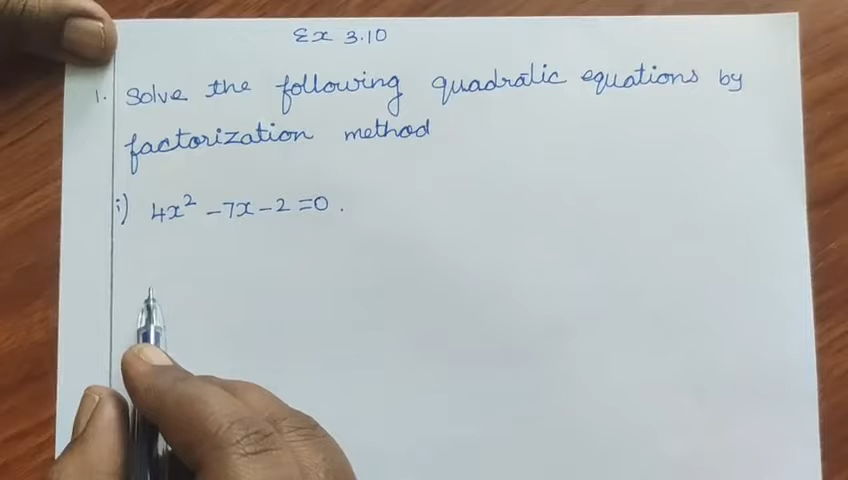 Ex 3.10
1. Solve the following quadratic equations by
factorization method
i) 4x² -7x-2 =0.